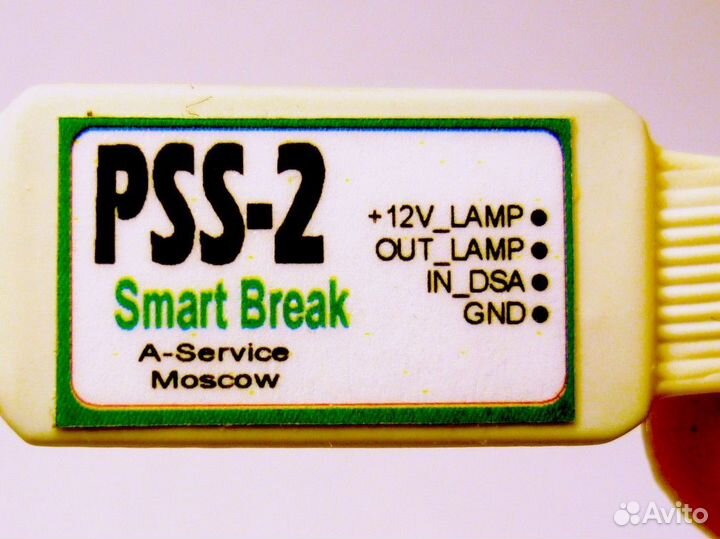 PSS-2
Smart Break
A-Service
Moscow
+12V_LAMP
OUT_LAMP
IN_DSA
GND
Avito